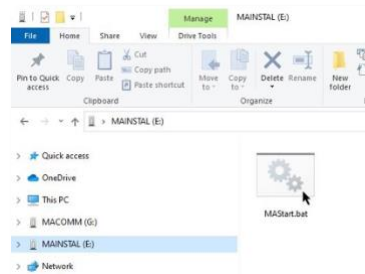 Manage
MAINSTAL (E:)
File
Home
Share
View
Drive Tools
Pin to Quick access
Copy
Paste
Cut
Copy path
Paste shortcut
Move to
Copy to
Delete
Rename
New folder
Clipboard
Organize
MAINSTAL (E:)
Quick access
OneDrive
This PC
MACOMM (G:)
MAINSTAL (E:)
Network
MAStart.bat